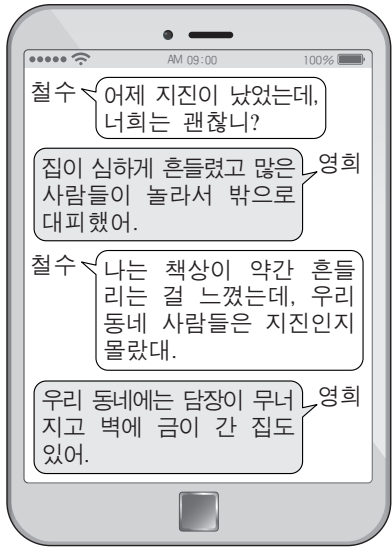 AM 09:00 100%
철수
어제 지진이 났었는데,
너희는 괜찮니?
영희
집이 심하게 흔들렸고 많은
사람들이 놀라서 밖으로
대피했어.
철수
나는 책상이 약간 흔들
리는 걸 느꼈는데, 우리
동네 사람들은 지진인지
몰랐대.
영희
우리 동네에는 담장이 무너
지고 벽에 금이 간 집도
있어.